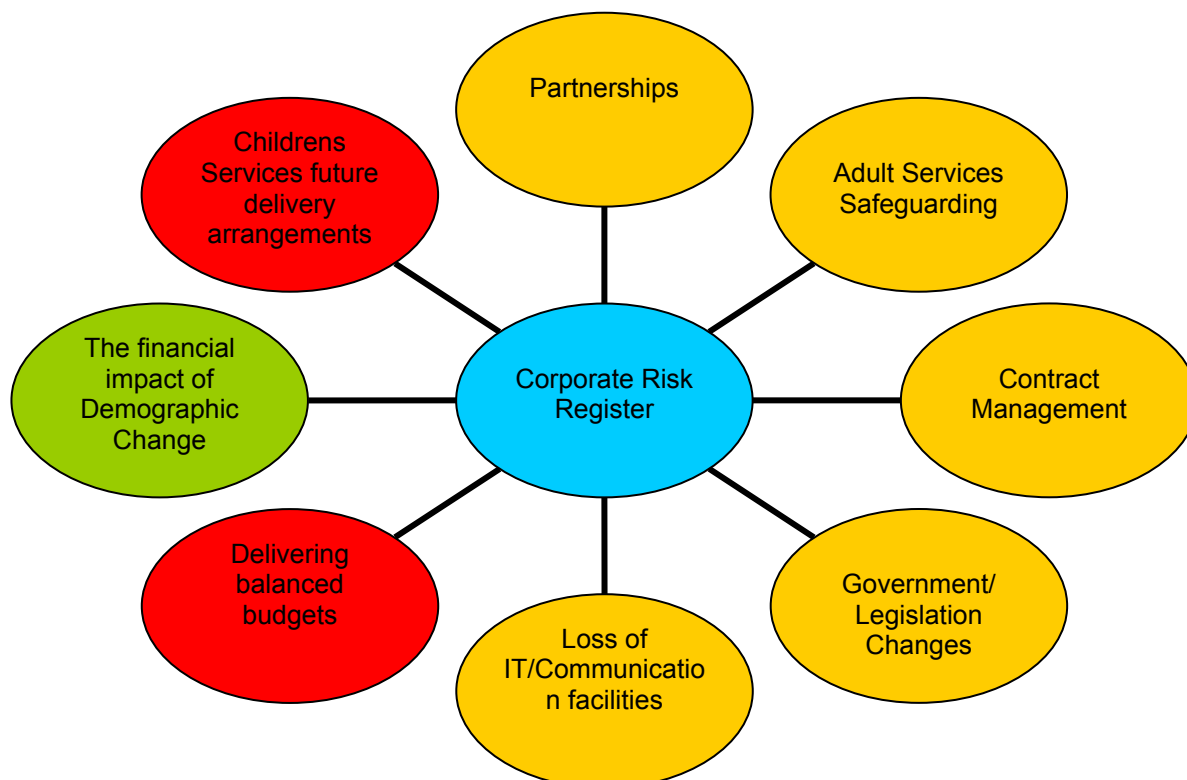 Partnerships
Childrens
Services future
delivery
arrangements
Adult Services
Safeguarding
The financial
impact of
Demographic
Change
Corporate Risk
Register
Contract
Management
Delivering
balanced
budgets
Loss of
IT/Communicatio
n facilities
Government/
Legislation
Changes